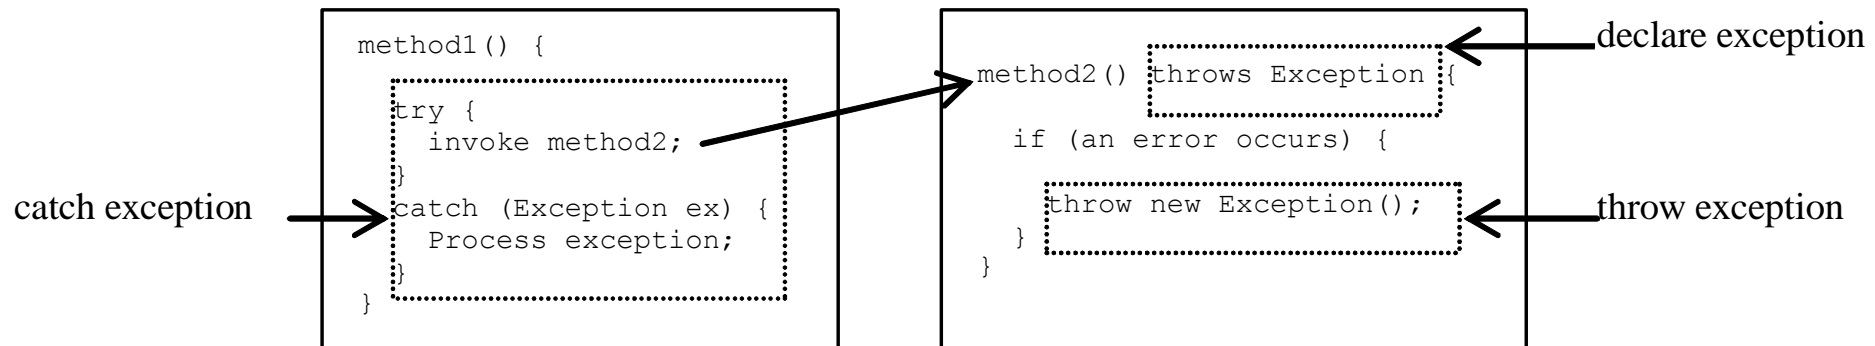 catch exception
method1() {
try {
invoke method2;
}
catch (Exception ex) {
Process exception;
}
}
method2() throws Exception {
if (an error occurs) {
throw new Exception();
}
}
declare exception
throw exception